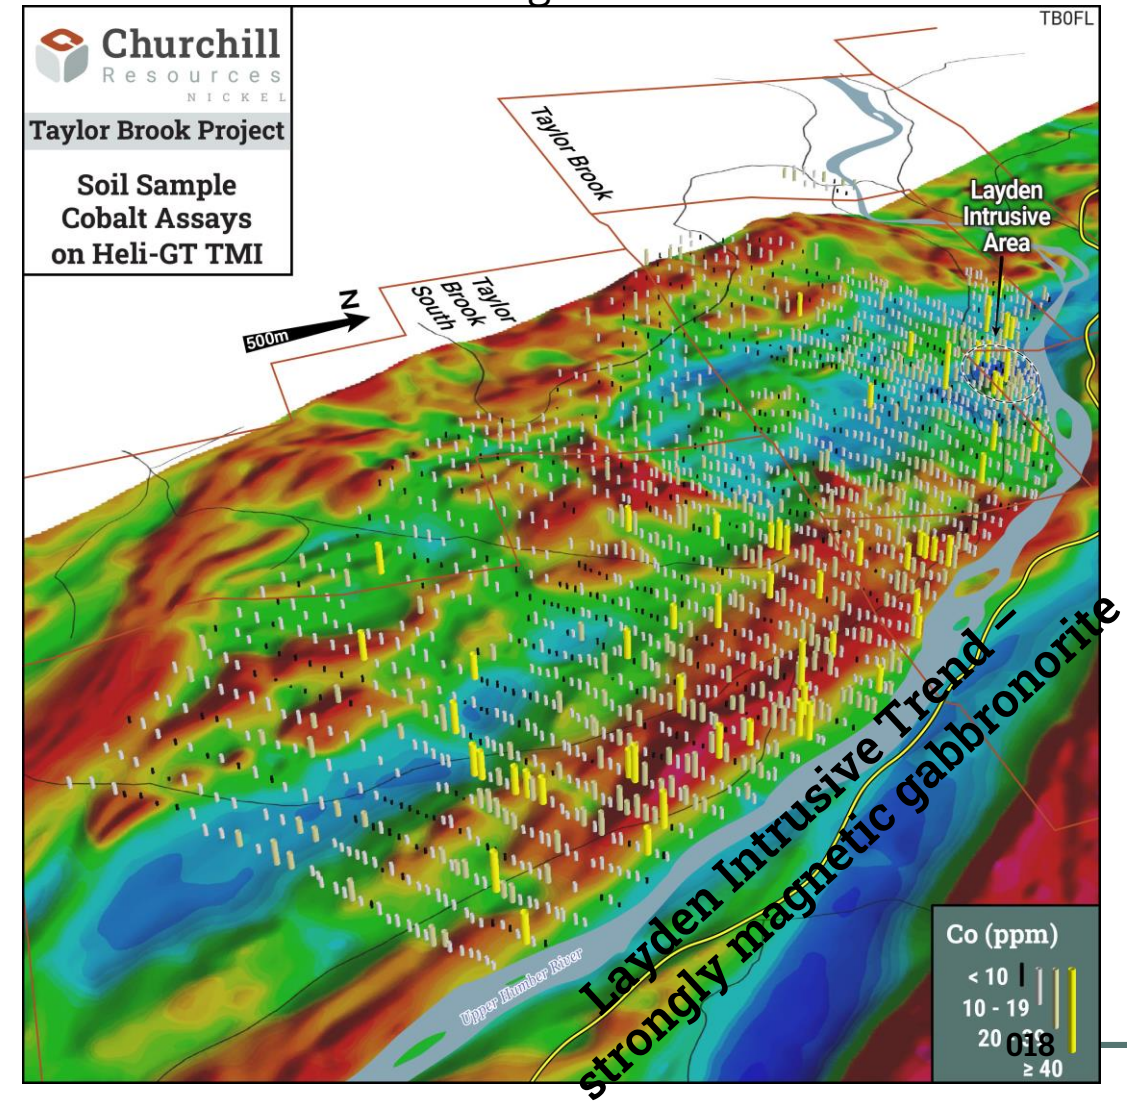 TB0FL
Churchill
Resources
NICKEL
Taylor Brook Project
Soil Sample
Cobalt Assays
on Heli-GT TMI
Taylor Brook
Layden
Intrusive
Area
N
500m
Taylor
Brook
South
Layden Intrusive Trend –
strongly magnetic gabbronorite
Upper Humber River
Co (ppm)
< 10
10 - 19
20 - 39
018
≥ 40